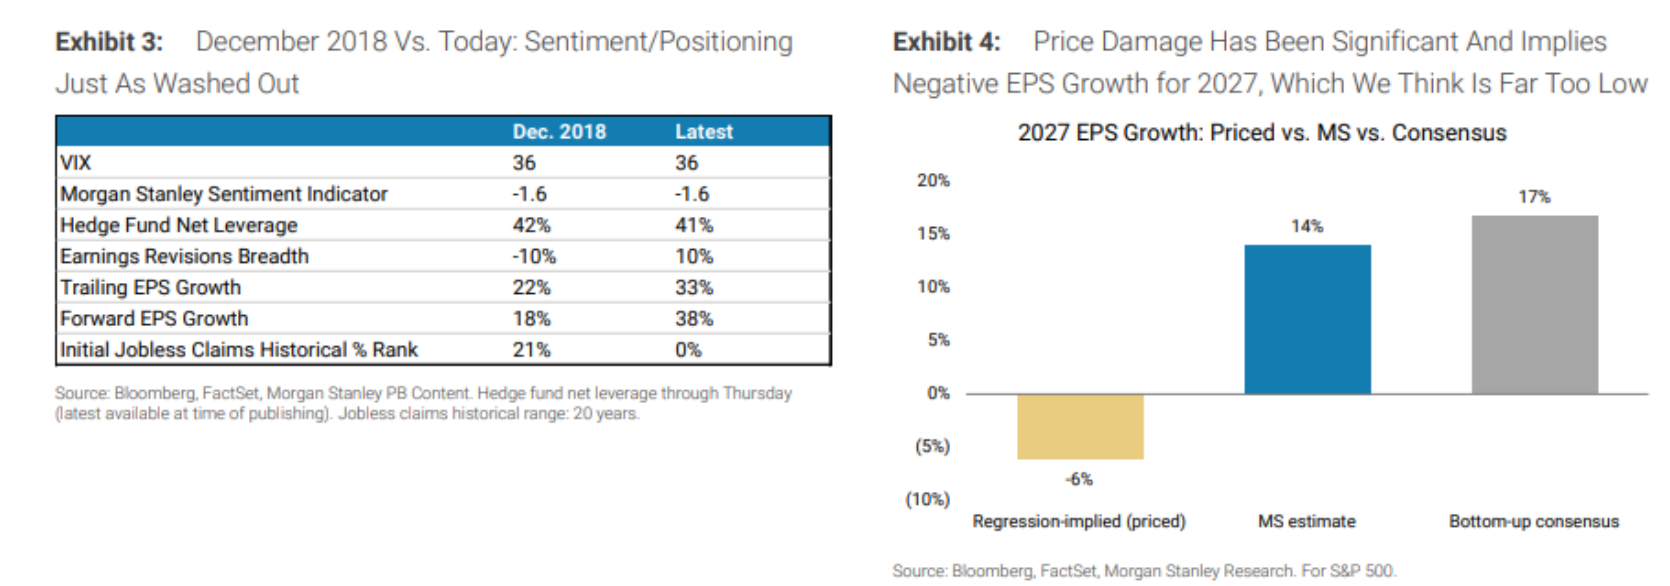 Exhibit 3: December 2018 Vs. Today: Sentiment/Positioning
Just As Washed Out
Dec. 2018 Latest
VIX 36 36
Morgan Stanley Sentiment Indicator -1.6 -1.6
Hedge Fund Net Leverage 42% 41%
Earnings Revisions Breadth -10% 10%
Trailing EPS Growth 22% 33%
Forward EPS Growth 18% 38%
Initial Jobless Claims Historical % Rank 21% 0%
Source: Bloomberg, FactSet, Morgan Stanley PB Content. Hedge fund net leverage through Thursday
(latest available at time of publishing). Jobless claims historical range: 20 years.
Exhibit 4: Price Damage Has Been Significant And Implies
Negative EPS Growth for 2027, Which We Think Is Far Too Low
2027 EPS Growth: Priced vs. MS vs. Consensus
20%
15%
10%
5%
0%
(5%)
(10%)
-6%
14%
17%
Regression-implied (priced) MS estimate Bottom-up consensus
Source: Bloomberg, FactSet, Morgan Stanley Research. For S&P 500.